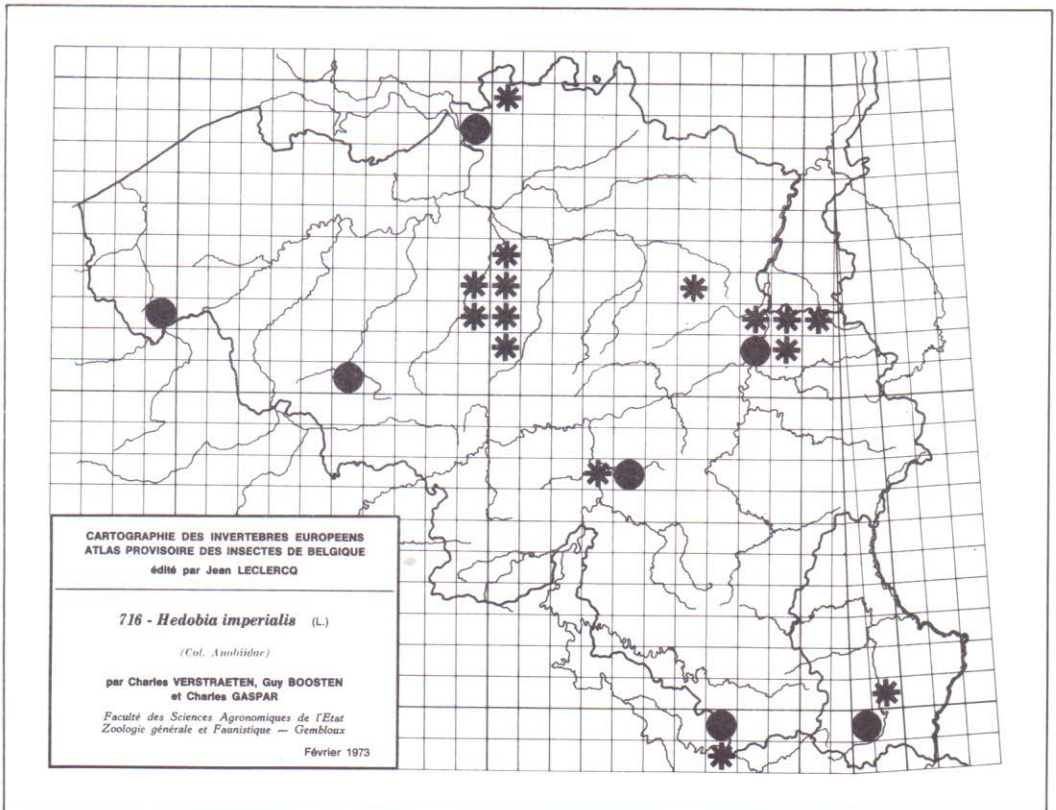 CARTOGRAPHIE DES INVERTEBRES EUROPEENS
ATLAS PROVISOIRE DES INSECTES DE BELGIQUE
édité par Jean LECLERCQ
716 - Hedobia imperialis (L.)
(Col. Anobiidae)
par Charles VERSTRAETEN, Guy BOOSTEN
et Charles GASPAR
Faculté des Sciences Agronomiques de l'Etat
Zoologie générale et Faunistique — Gembloux
Février 1973